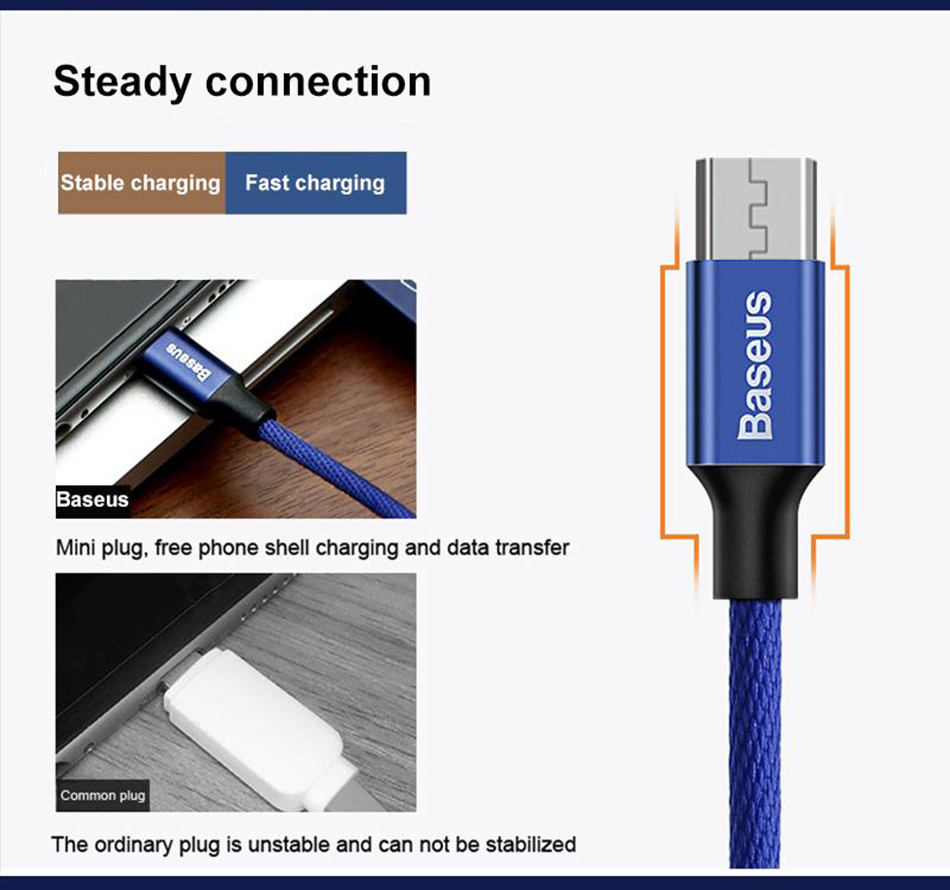 Steady connection
Stable charging
Fast charging
Baseus
Baseus
Mini plug, free phone shell charging and data transfer
Common plug
The ordinary plug is unstable and can not be stabilized
Baseus